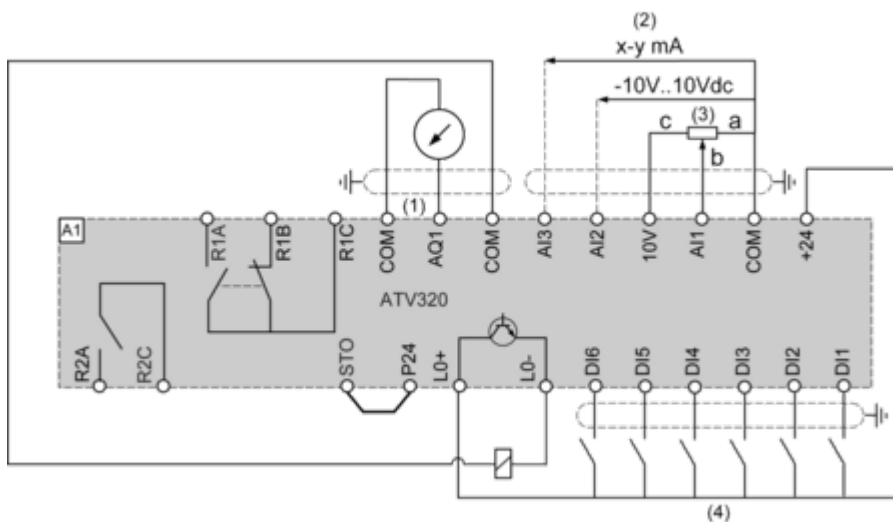 (2)
x-y mA
-10V..10Vdc
c (3) a
b
(1)
A1
R1A R1B R1C COM AQ1 COM AI3 AI2 10V AI1 COM +24
ATV320
R2A R2C STO P24 L0+ L0- DI6 DI5 DI4 DI3 DI2 DI1
(4)